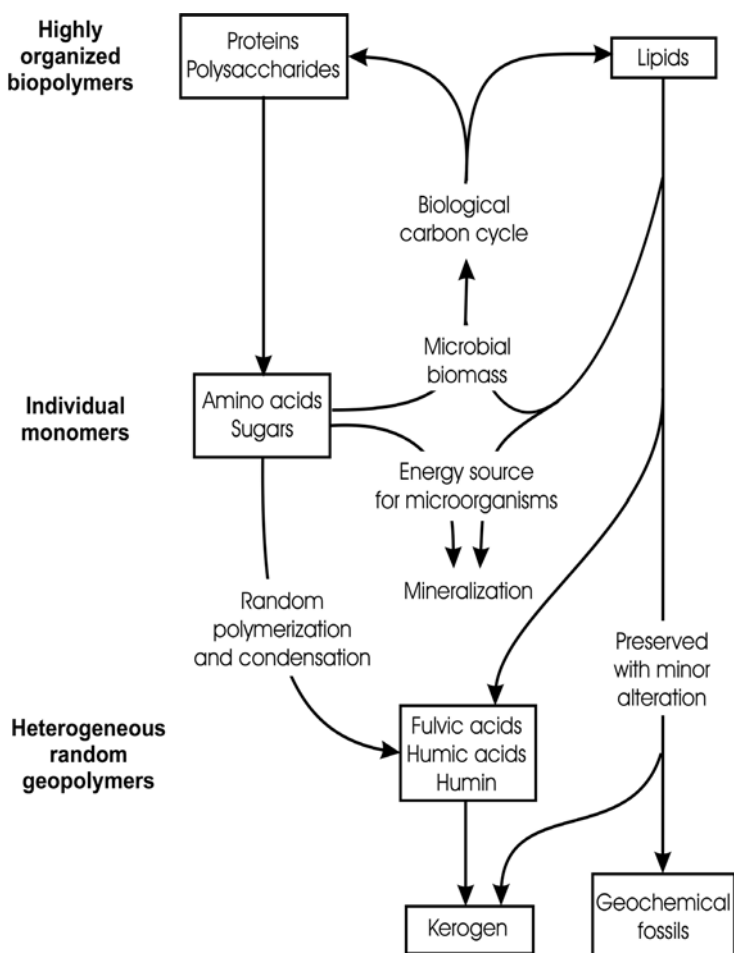 Highly
organized
biopolymers
Proteins
Polysaccharides
Lipids
Biological
carbon cycle
Microbial
biomass
Individual
monomers
Amino acids
Sugars
Energy source
for microorganisms
Mineralization
Random
polymerization
and condensation
Preserved
with minor
alteration
Heterogeneous
random
geopolymers
Fulvic acids
Humic acids
Humin
Kerogen
Geochemical
fossils